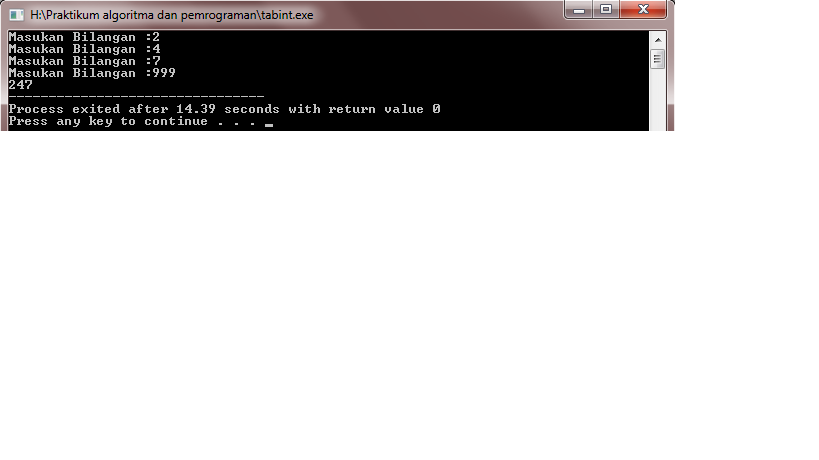 H:\Praktikum algoritma dan pemrograman\tabint.exe
Masukan Bilangan :2
Masukan Bilangan :4
Masukan Bilangan :7
Masukan Bilangan :999
247
--------------------------------
Process exited after 14.39 seconds with return value 0
Press any key to continue . . . _